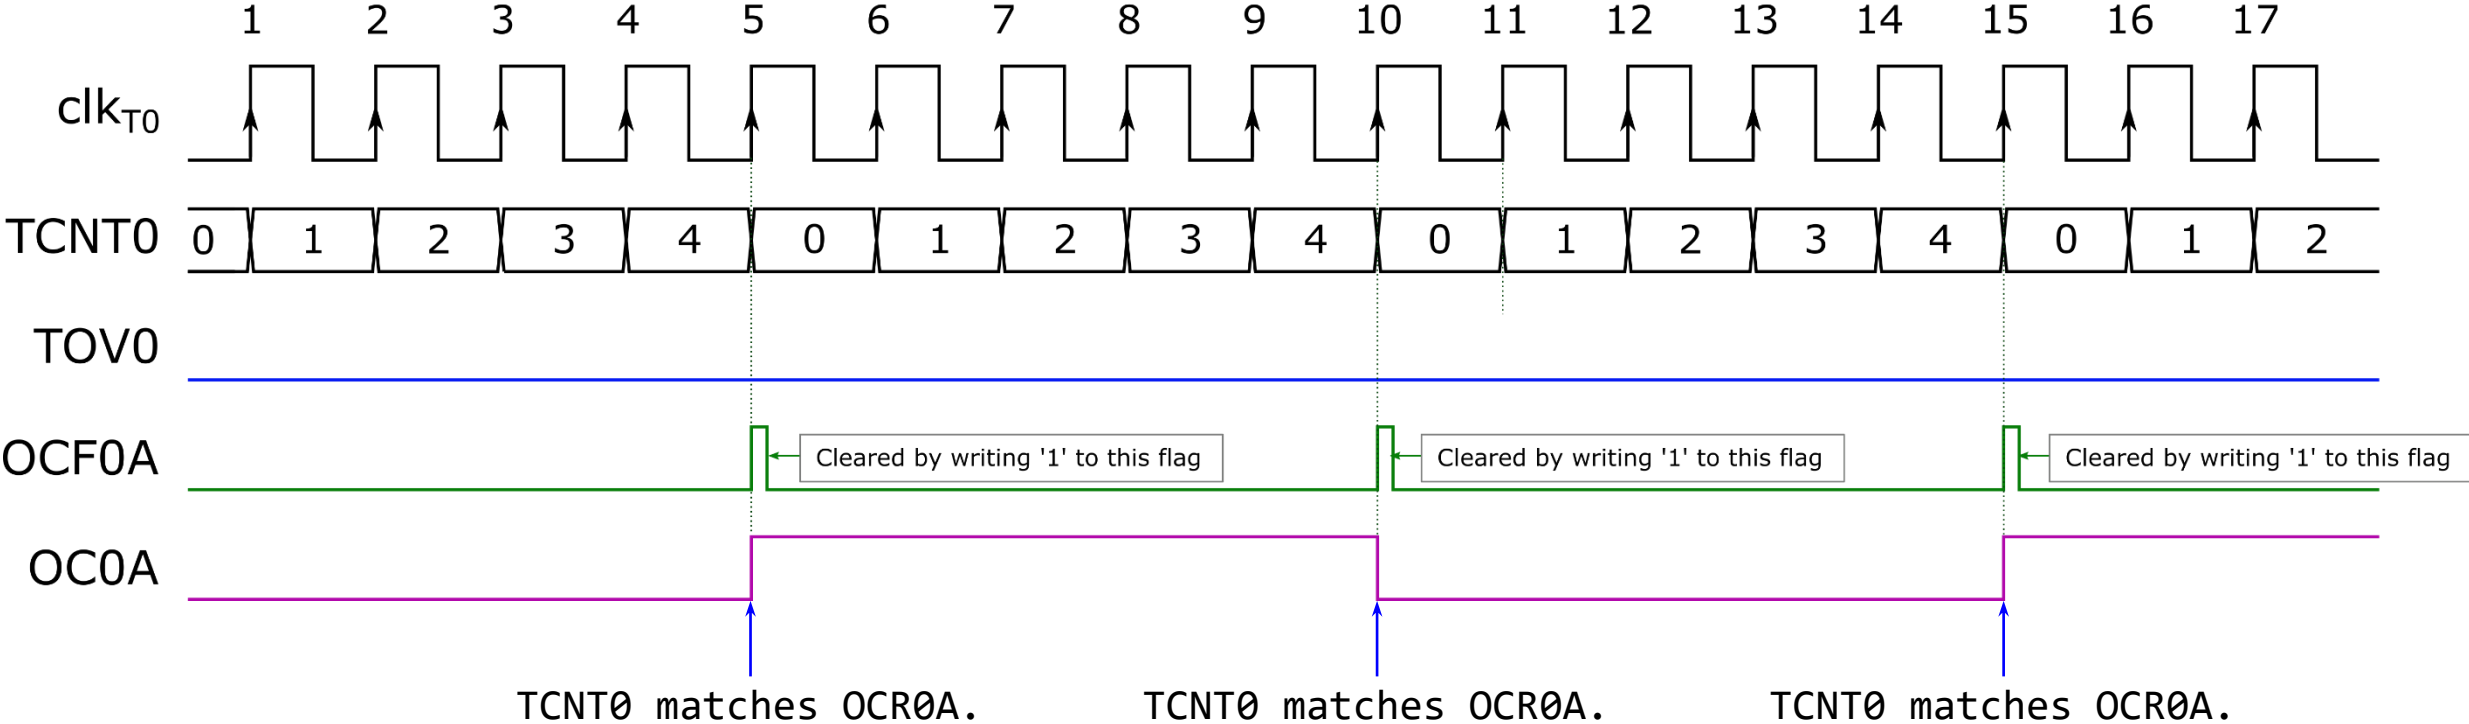 1 2 3 4 5 6 7 8 9 10 11 12 13 14 15 16 17
clkT0
TCNT0 0 1 2 3 4 0 1 2 3 4 0 1 2 3 4 0 1 2
TOV0
OCF0A Cleared by writing '1' to this flag Cleared by writing '1' to this flag Cleared by writing '1' to this flag
OC0A
TCNT0 matches OCR0A. TCNT0 matches OCR0A. TCNT0 matches OCR0A.